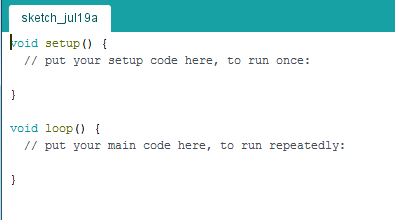 sketch_jul19a
void setup() {
  // put your setup code here, to run once:
}
void loop() {
  // put your main code here, to run repeatedly:
}